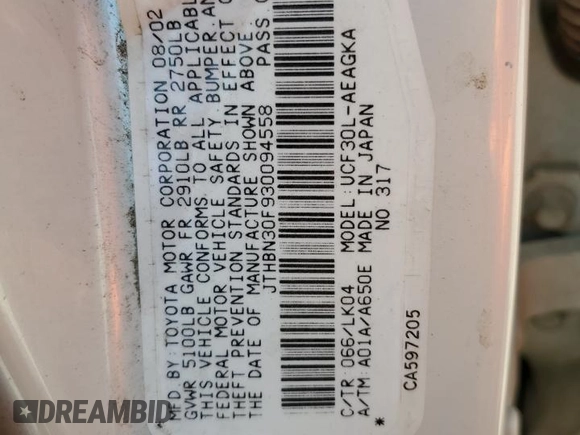 MFD BY:TOYOTA MOTOR CORPORATION 08/02
GVWR 5100LB GAWR FR 2910LB RR 2750LB
THIS VEHICLE CONFORMS TO ALL APPLICABLE
FEDERAL MOTOR VEHICLE SAFETY, BUMPER, AN
THEFT PREVENTION STANDARDS IN EFFECT O
THE DATE OF MANUFACTURE SHOWN ABOVE.
JTHBN30F930094558 PASS C
C/TR: 066/LK04 MODEL: UCF30L-AEAGKA
A/TM: A01A/A650E MADE IN JAPAN
NO 317
CA597205
DREAMBID